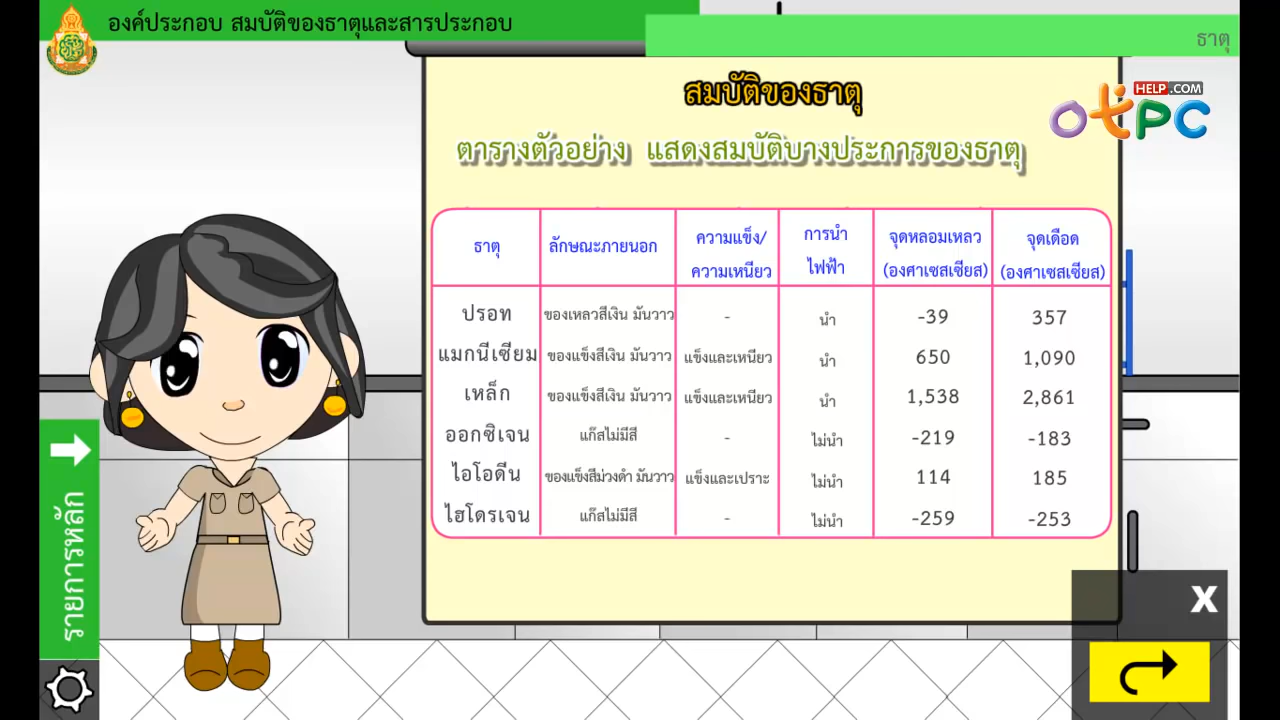 องค์ประกอบ สมบัติของธาตุและสารประกอบ
ธาตุ
HELP .COM
OTPC
สมบัติของธาตุ
ตารางตัวอย่าง แสดงสมบัติบางประการของธาตุ
ธาตุ ลักษณะภายนอก ความแข็ง/ความเหนียว การนำไฟฟ้า จุดหลอมเหลว (องศาเซสเซียส) จุดเดือด (องศาเซสเซียส)
ปรอท ของเหลวสีเงิน มันวาว - นำ -39 357
แมกนีเซียม ของแข็งสีเงิน มันวาว แข็งและเหนียว นำ 650 1,090
เหล็ก ของแข็งสีเงิน มันวาว แข็งและเหนียว นำ 1,538 2,861
ออกซิเจน แก๊สไม่มีสี - ไม่นำ -219 -183
ไอโอดีน ของแข็งสีม่วงดำ มันวาว แข็งและเปราะ ไม่นำ 114 185
ไฮโดรเจน แก๊สไม่มีสี - ไม่นำ -259 -253
รายการหลัก
X